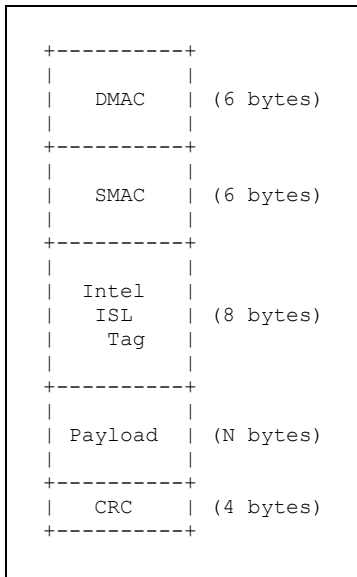 DMAC (6 bytes)
SMAC (6 bytes)
Intel
ISL (8 bytes)
Tag
Payload (N bytes)
CRC (4 bytes)